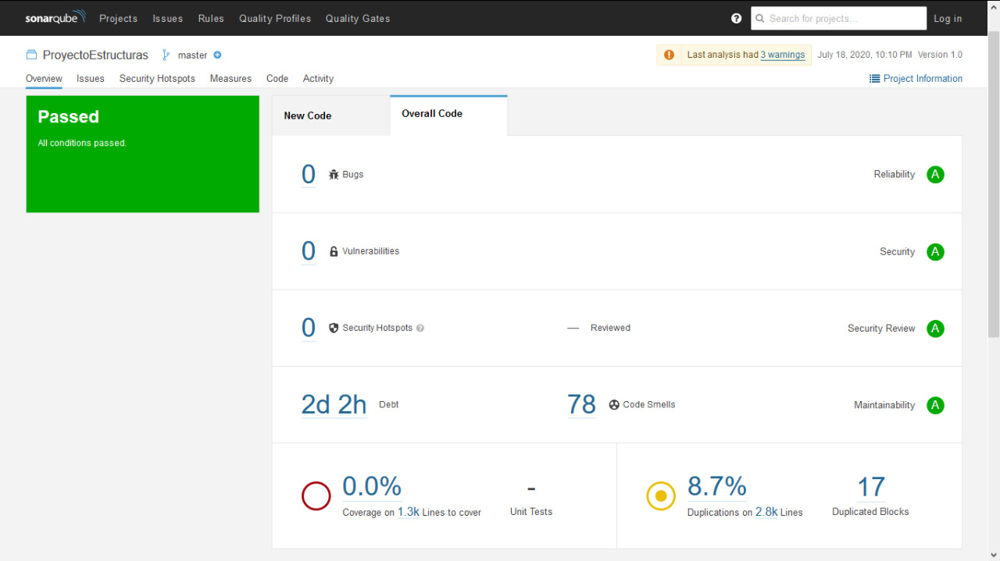 sonarqube Projects Issues Rules Quality Profiles Quality Gates ? Search for projects... Log in
ProyectoEstructuras master Last analysis had 3 warnings July 18, 2020, 10:10 PM Version 1.0
Overview Issues Security Hotspots Measures Code Activity Project Information
Passed
All conditions passed.
New Code Overall Code
0 Bugs Reliability A
0 Vulnerabilities Security A
0 Security Hotspots ? — Reviewed Security Review A
2d 2h Debt 78 Code Smells Maintainability A
0.0% - 8.7% 17
Coverage on 1.3k Lines to cover Unit Tests Duplications on 2.8k Lines Duplicated Blocks